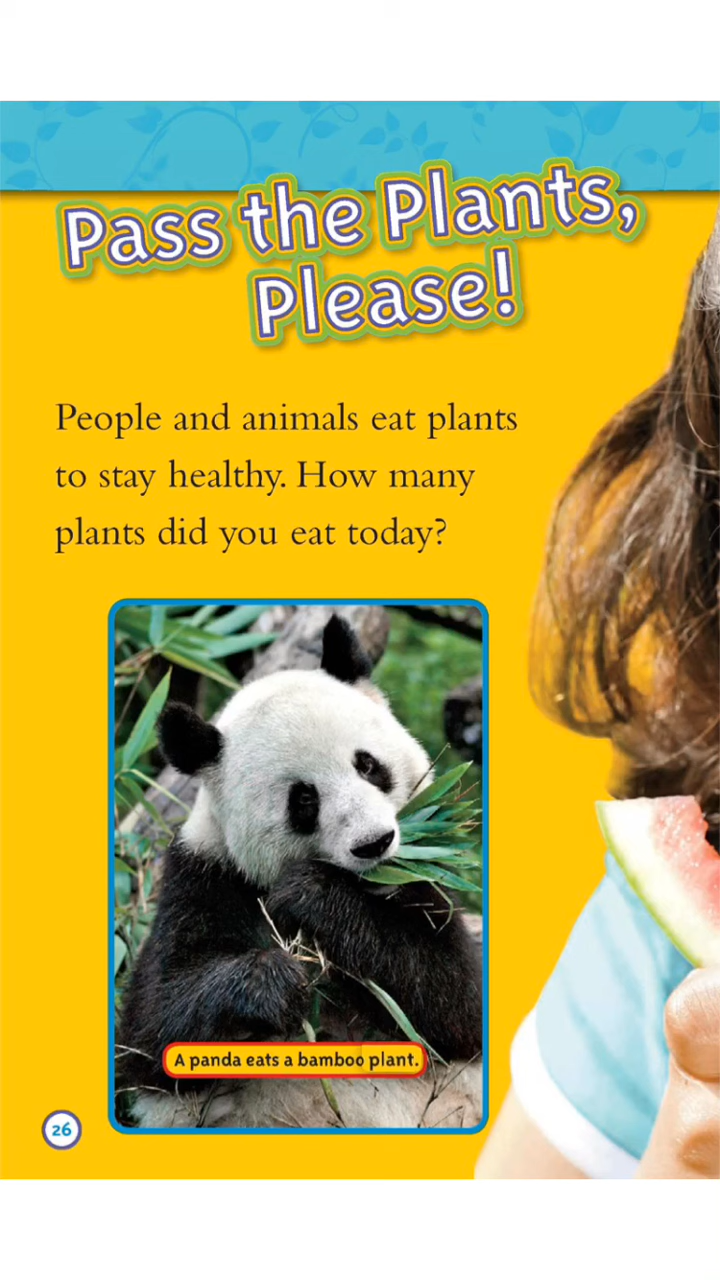 Pass the Plants,
Please!
People and animals eat plants
to stay healthy. How many
plants did you eat today?
A panda eats a bamboo plant.
26